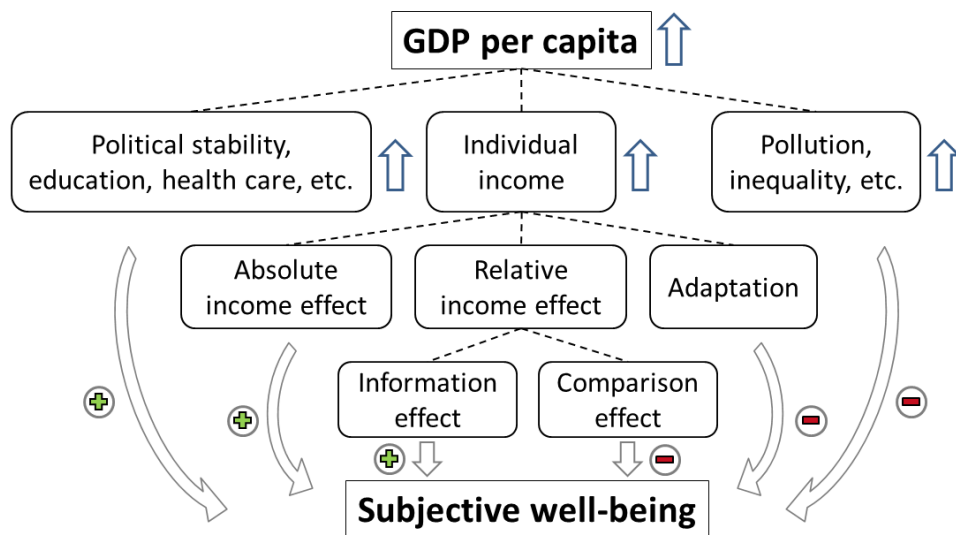 GDP per capita
Political stability,
education, health care, etc.
Individual
income
Pollution,
inequality, etc.
Absolute
income effect
Relative
income effect
Adaptation
Information
effect
Comparison
effect
Subjective well-being